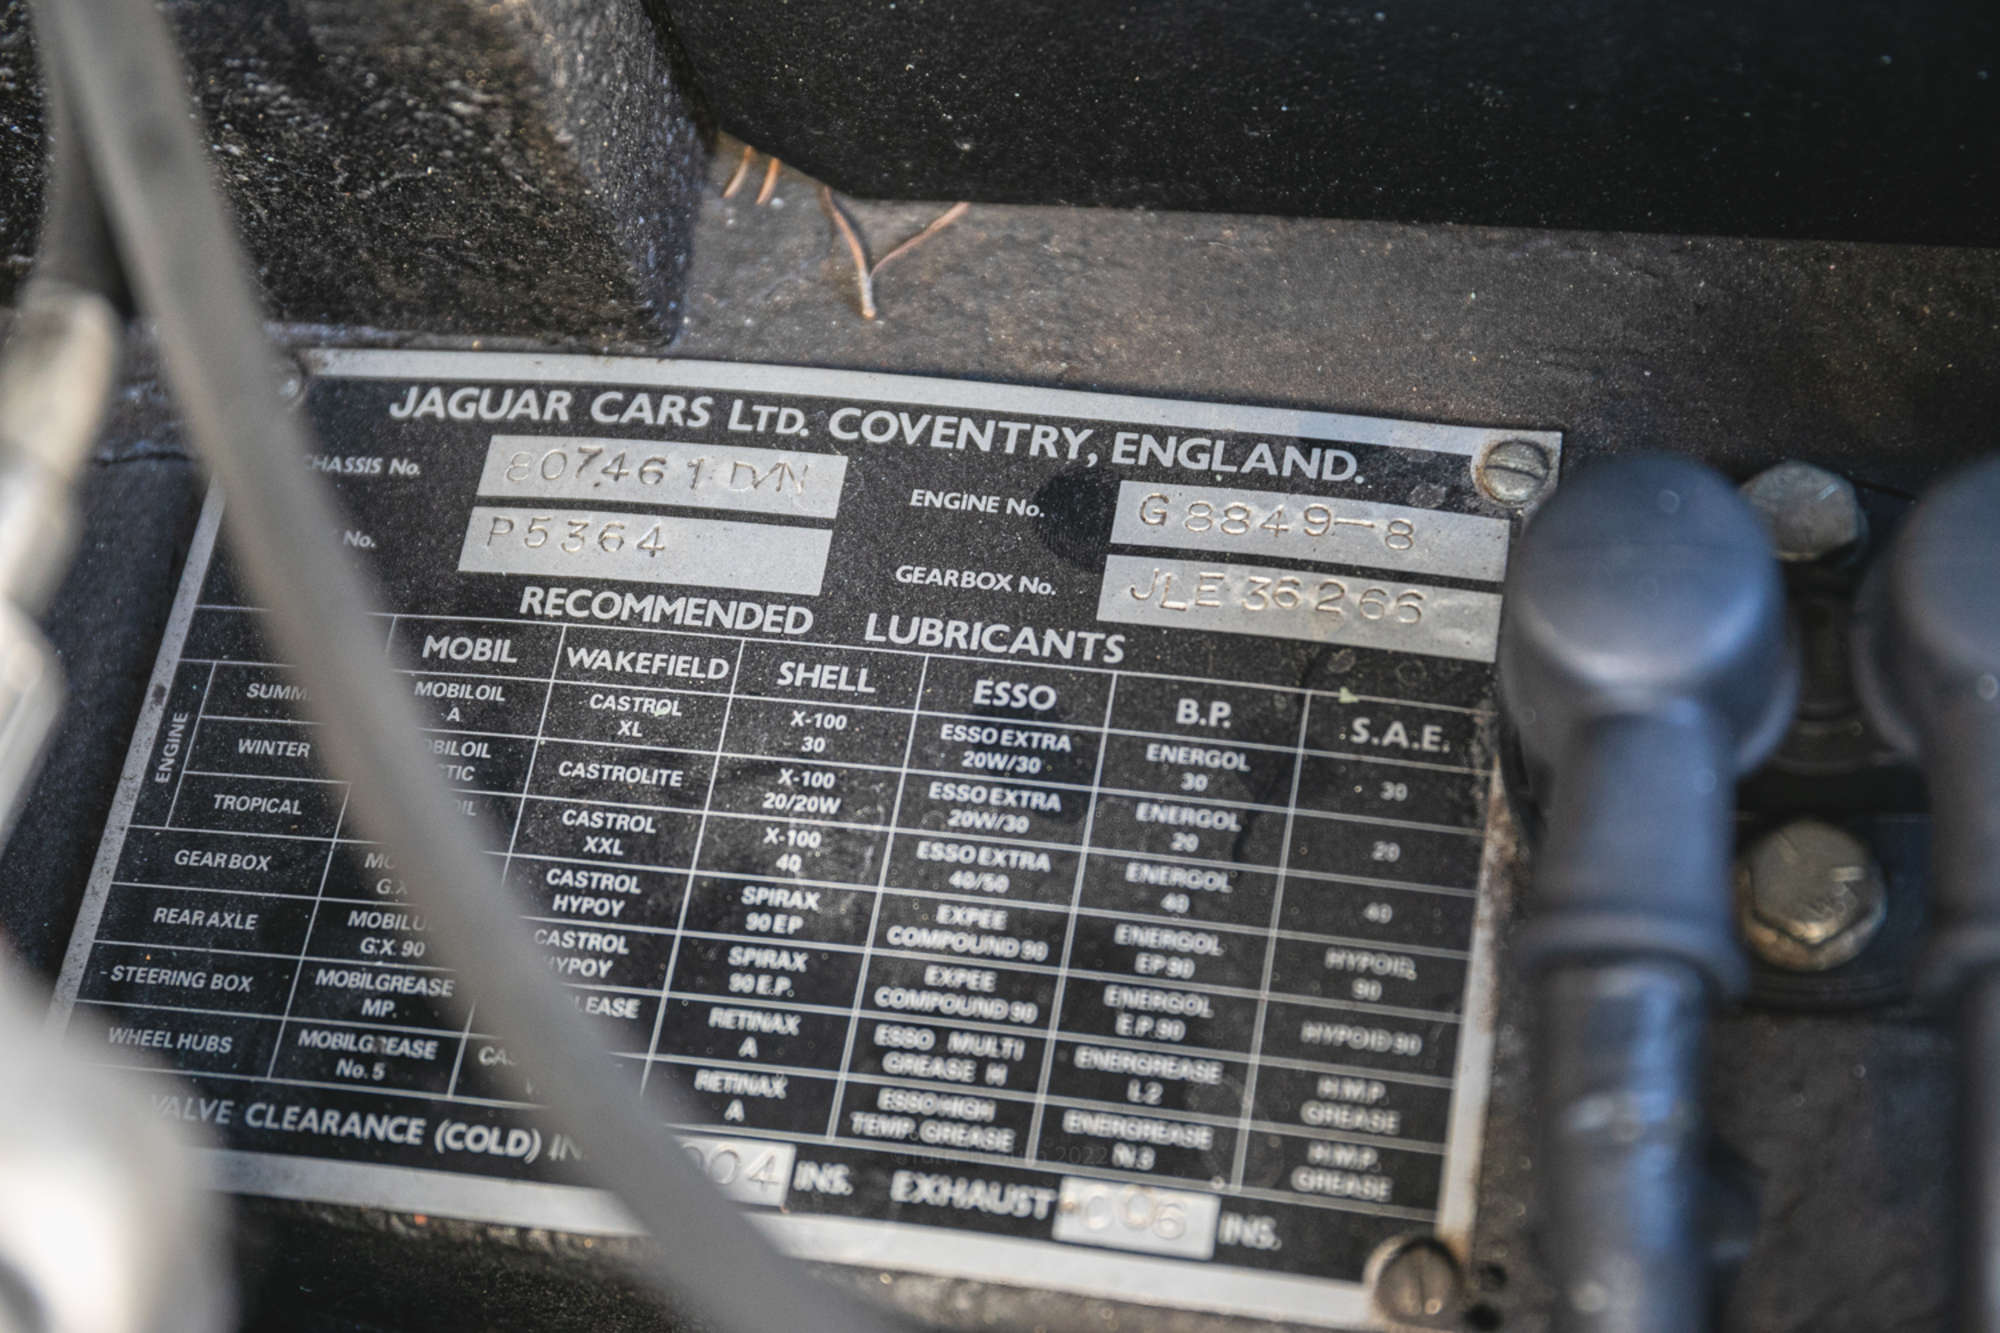 JAGUAR CARS LTD. COVENTRY, ENGLAND.
CHASSIS No. 807461 DN ENGINE No. G8849-8
No. P5364 GEARBOX No. JLE 36266
RECOMMENDED LUBRICANTS
MOBIL WAKEFIELD SHELL ESSO B.P. S.A.E.
ENGINE
MOBILOIL A CASTROL XL X-100 30 ESSO EXTRA 20W/30 ENERGOL 30 30
WINTER CASTROLITE X-100 20/20W ESSO EXTRA 20W/30 ENERGOL 20 20
TROPICAL CASTROL XXL X-100 40 ESSO EXTRA 40/50 ENERGOL 40 40
GEARBOX CASTROL HYPOY SPIRAX 90 EP EXPEE COMPOUND 90 ENERGOL EP 90 HYPOID 90
REAR AXLE G.X. 90 CASTROL SPIRAX 90 E.P. EXPEE COMPOUND 90 ENERGOL E.P. 90 HYPOID 90
STEERING BOX MOBILGREASE MP. RETINAX A ESSO MULTI GREASE H ENERGREASE L2 H.M.P. GREASE
WHEEL HUBS MOBILGREASE No. 5 RETINAX A ESSO HIGH TEMP. GREASE ENERGREASE N.3 H.M.P. GREASE
VALVE CLEARANCE (COLD) 004 INS. EXHAUST .006 INS.